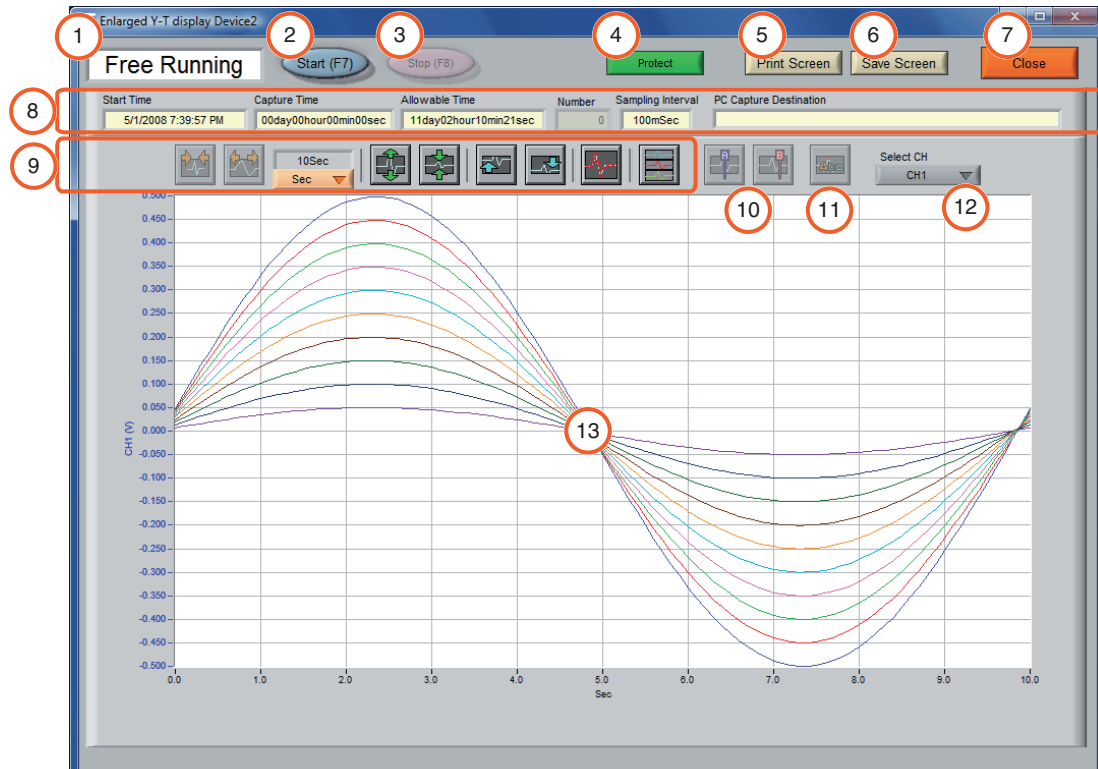 Enlarged Y-T display Device2
1 2 3 4 5 6 7
Free Running Start (F7) Stop (F8) Protect Print Screen Save Screen Close
8
Start Time Capture Time Allowable Time Number Sampling Interval PC Capture Destination
5/1/2008 7:39:57 PM 00day00hour00min00sec 11day02hour10min21sec 0 100mSec
9
10Sec
Sec
A B Abc
Select CH
CH1
10 11 12
0.500
0.450
0.400
0.350
0.300
0.250
0.200
0.150
0.100
0.050
0.000
-0.050
-0.100
-0.150
-0.200
-0.250
-0.300
-0.350
-0.400
-0.450
-0.500
CH1 (V)
13
0.0 1.0 2.0 3.0 4.0 5.0 6.0 7.0 8.0 9.0 10.0
Sec